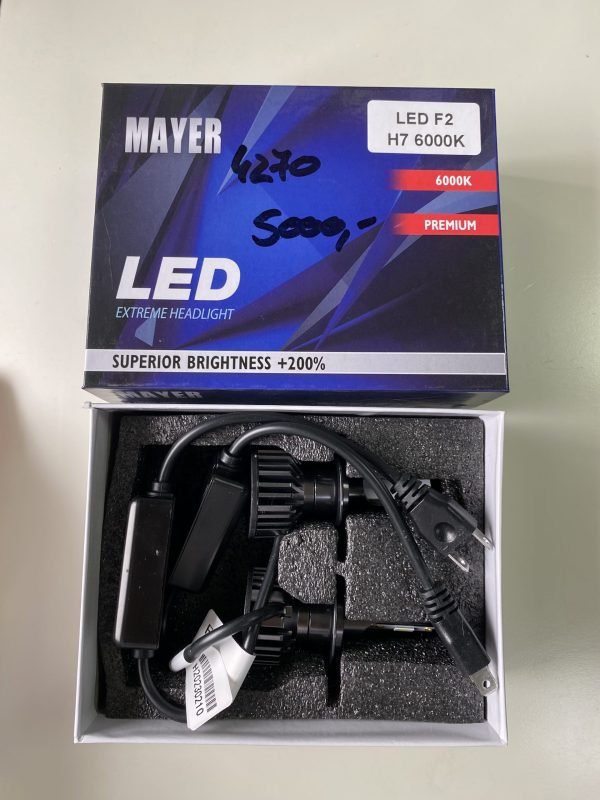 MAYER
LED F2
H7 6000K
4270
6000K
5000,-
PREMIUM
LED
EXTREME HEADLIGHT
SUPERIOR BRIGHTNESS +200%
MAYER